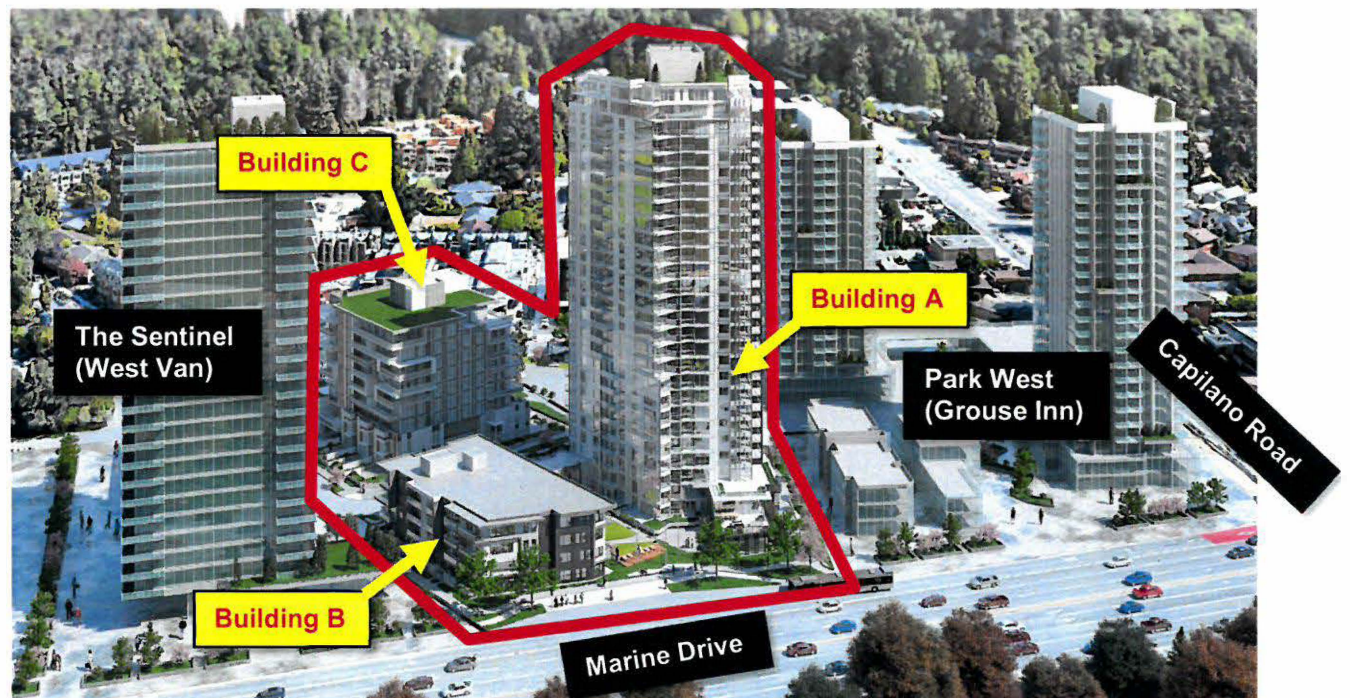 Building C
Building A
The Sentinel
(West Van)
Park West
(Grouse Inn)
Capilano Road
Building B
Marine Drive